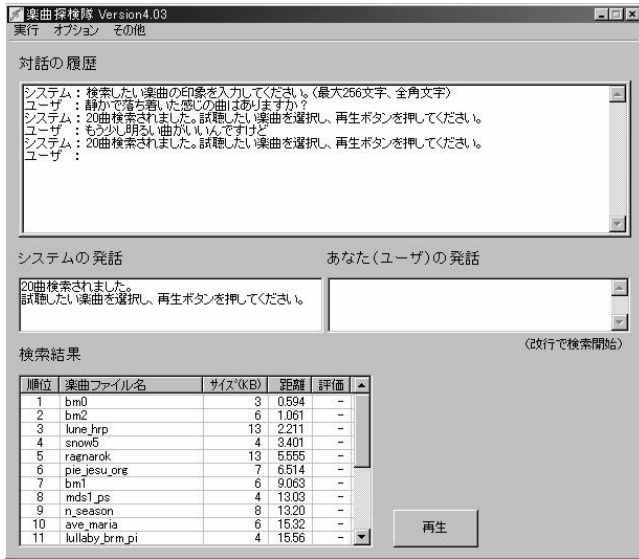 楽曲探検隊 Version4.03
実行 オプション その他
対話の履歴
システム : 検索したい楽曲の印象を入力してください。(最大256文字、全角文字)
ユーザ : 静かで落ち着いた感じの曲はありますか?
システム : 20曲検索されました。試聴したい楽曲を選択し、再生ボタンを押してください。
ユーザ : もう少し明るい曲がいいんですけど
システム : 20曲検索されました。試聴したい楽曲を選択し、再生ボタンを押してください。
ユーザ :
システムの発話 あなた(ユーザ)の発話
20曲検索されました。
試聴したい楽曲を選択し、再生ボタンを押してください。
(改行で検索開始)
検索結果
順位 楽曲ファイル名 サイズ(KB) 距離 評価
1 bm0 3 0.594 -
2 bm2 6 1.061 -
3 lune_hrp 13 2.211 -
4 snow5 4 3.401 -
5 ragnarok 13 5.555 -
6 pie_jesu_org 7 6.514 -
7 bm1 6 9.063 -
8 mds1_ps 4 13.03 -
9 n_season 8 13.20 -
10 ave_maria 6 15.32 -
11 lullaby_brm_pi 4 15.56 -
再生